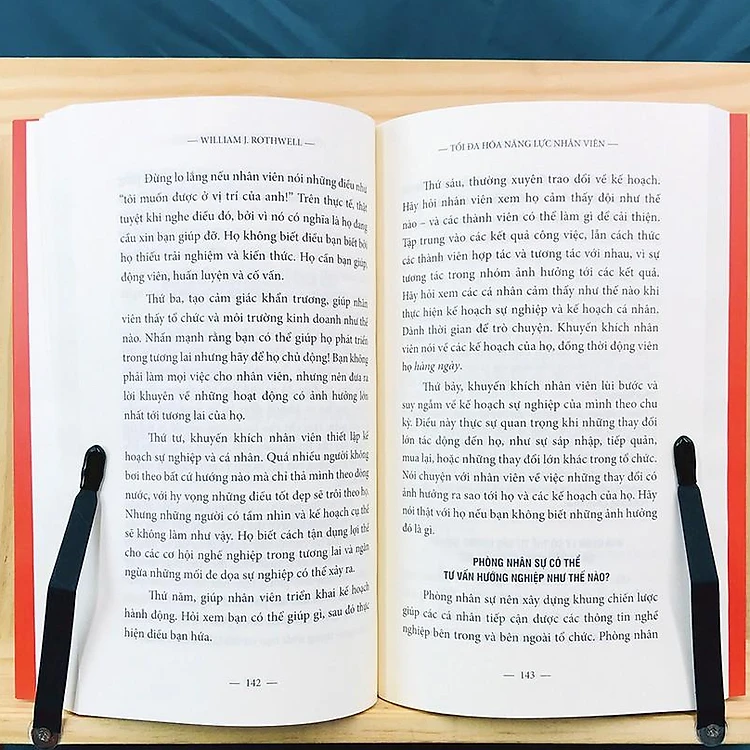 — WILLIAM J. ROTHWELL —
Đừng lo lắng nếu nhân viên nói những điều như
“tôi muốn được ở vị trí của anh!” Trên thực tế, thật
tuyệt khi nghe điều đó, bởi vì nó có nghĩa là họ đang
cầu xin bạn giúp đỡ. Họ không biết điều bạn biết bởi
họ thiếu trải nghiệm và kiến thức. Họ cần bạn giúp,
động viên, huấn luyện và cố vấn.
Thứ ba, tạo cảm giác khẩn trương, giúp nhân
viên thấy tổ chức và môi trường kinh doanh như thế
nào. Nhấn mạnh rằng bạn có thể giúp họ phát triển
trong tương lai nhưng hãy để họ chủ động! Bạn không
phải làm mọi việc cho nhân viên, nhưng nên đưa ra
lời khuyên về những hoạt động có ảnh hưởng lớn
nhất tới tương lai của họ.
Thứ tư, khuyến khích nhân viên thiết lập kế
hoạch sự nghiệp và cá nhân. Quá nhiều người không
bơi theo bất cứ hướng nào mà chỉ thả mình theo dòng
nước, với hy vọng những điều tốt đẹp sẽ trôi theo họ.
Nhưng những người có tầm nhìn và kế hoạch cụ thể
sẽ không làm như vậy. Họ biết cách tận dụng lợi thế
cho các cơ hội nghề nghiệp trong tương lai và ngăn
ngừa những mối đe dọa sự nghiệp có thể xảy ra.
Thứ năm, giúp nhân viên triển khai kế hoạch
hành động. Hỏi xem bạn có thể giúp gì, sau đó thực
hiện điều bạn hứa.
— 142 —
— TỐI ĐA HÓA NĂNG LỰC NHÂN VIÊN —
Thứ sáu, thường xuyên trao đổi về kế hoạch.
Hãy hỏi nhân viên xem họ cảm thấy đội như thế
nào – và các thành viên có thể làm gì để cải thiện.
Tập trung vào các kết quả công việc, lẫn cách thức
các thành viên hợp tác và tương tác với nhau, vì sự
tương tác trong nhóm ảnh hưởng tới các kết quả.
Hãy hỏi xem các cá nhân cảm thấy như thế nào khi
thực hiện kế hoạch sự nghiệp và kế hoạch cá nhân.
Dành thời gian để trò chuyện. Khuyến khích nhân
viên nói về các kế hoạch của họ, đồng thời động viên
họ hàng ngày.
Thứ bảy, khuyến khích nhân viên lùi bước và
suy ngẫm về kế hoạch sự nghiệp của mình theo chu
kỳ. Điều này thực sự quan trọng khi những thay đổi
lớn tác động đến họ, như sự sáp nhập, tiếp quản,
mua lại, hoặc những thay đổi lớn khác trong tổ chức.
Nói chuyện với nhân viên về việc những thay đổi có
ảnh hưởng ra sao tới họ và các kế hoạch của họ. Hãy
nói thật với họ nếu bạn không biết những ảnh hưởng
đó là gì.
PHÒNG NHÂN SỰ CÓ THỂ
TƯ VẤN HƯỚNG NGHIỆP NHƯ THẾ NÀO?
Phòng nhân sự nên xây dựng khung chiến lược
giúp các cá nhân tiếp cận được các thông tin nghề
nghiệp bên trong và bên ngoài tổ chức. Phòng nhân
— 143 —